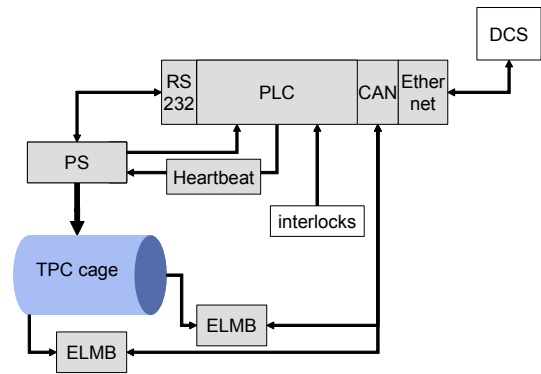 DCS
RS
232
PLC
CAN
Ether
net
PS
Heartbeat
interlocks
TPC cage
ELMB
ELMB